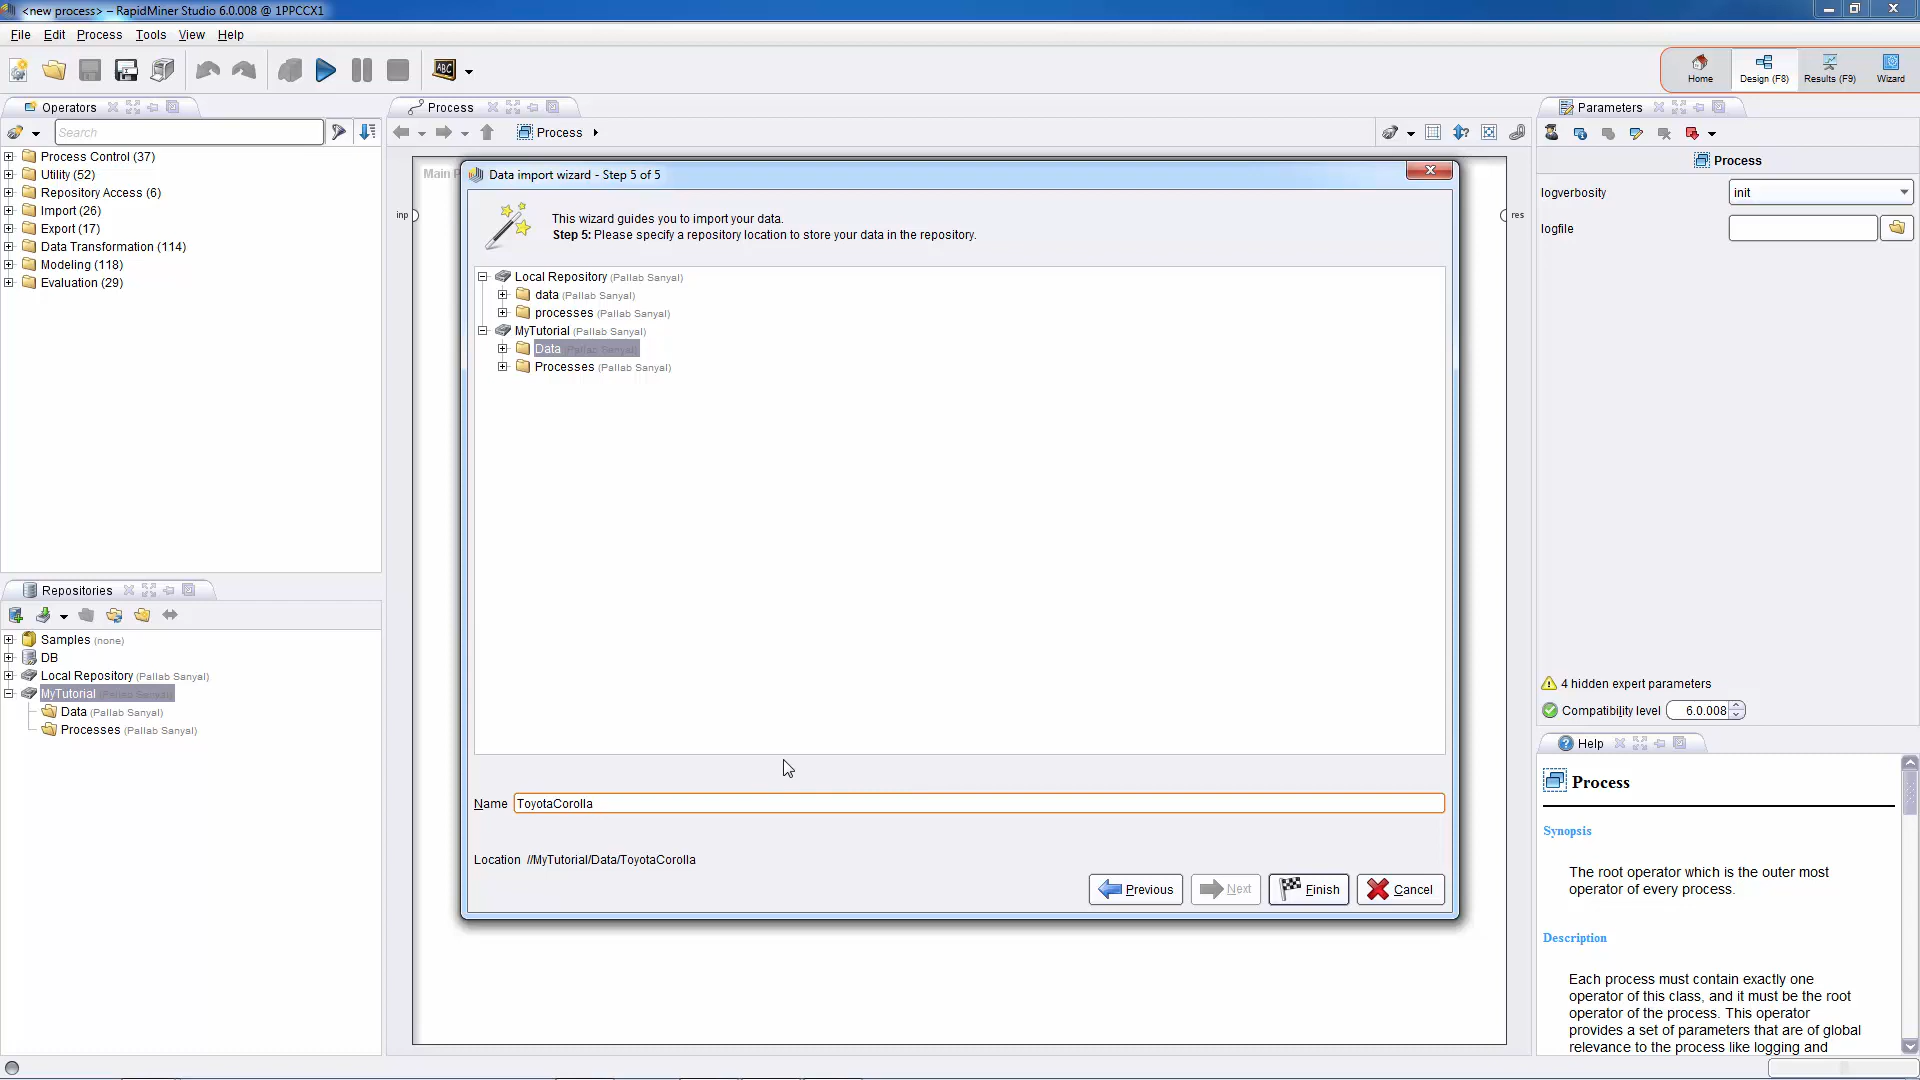 <new process> – RapidMiner Studio 6.0.008 @ 1PPCCX1
File Edit Process Tools View Help
ABC
Home Design (F8) Results (F9) Wizard
Operators
Search
Process Control (37)
Utility (52)
Repository Access (6)
Import (26)
Export (17)
Data Transformation (114)
Modeling (118)
Evaluation (29)
Repositories
Samples (none)
DB
Local Repository (Pallab Sanyal)
MyTutorial (Pallab Sanyal)
Data (Pallab Sanyal)
Processes (Pallab Sanyal)
Process
Process
Main P
inp
res
Data import wizard - Step 5 of 5
This wizard guides you to import your data.
Step 5: Please specify a repository location to store your data in the repository.
Local Repository (Pallab Sanyal)
data (Pallab Sanyal)
processes (Pallab Sanyal)
MyTutorial (Pallab Sanyal)
Data (Pallab Sanyal)
Processes (Pallab Sanyal)
Name ToyotaCorolla
Location //MyTutorial/Data/ToyotaCorolla
Previous Next Finish Cancel
Parameters
Process
logverbosity init
logfile
4 hidden expert parameters
Compatibility level 6.0.008
Help
Process
Synopsis
The root operator which is the outer most
operator of every process.
Description
Each process must contain exactly one
operator of this class, and it must be the root
operator of the process. This operator
provides a set of parameters that are of global
relevance to the process like logging and